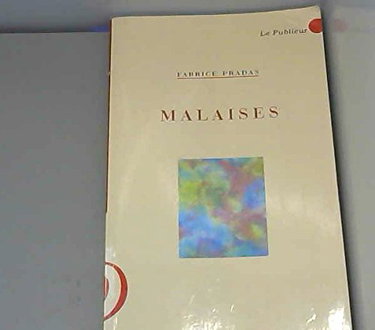 Le Publieur
FABRICE PRADAS
MALAISES